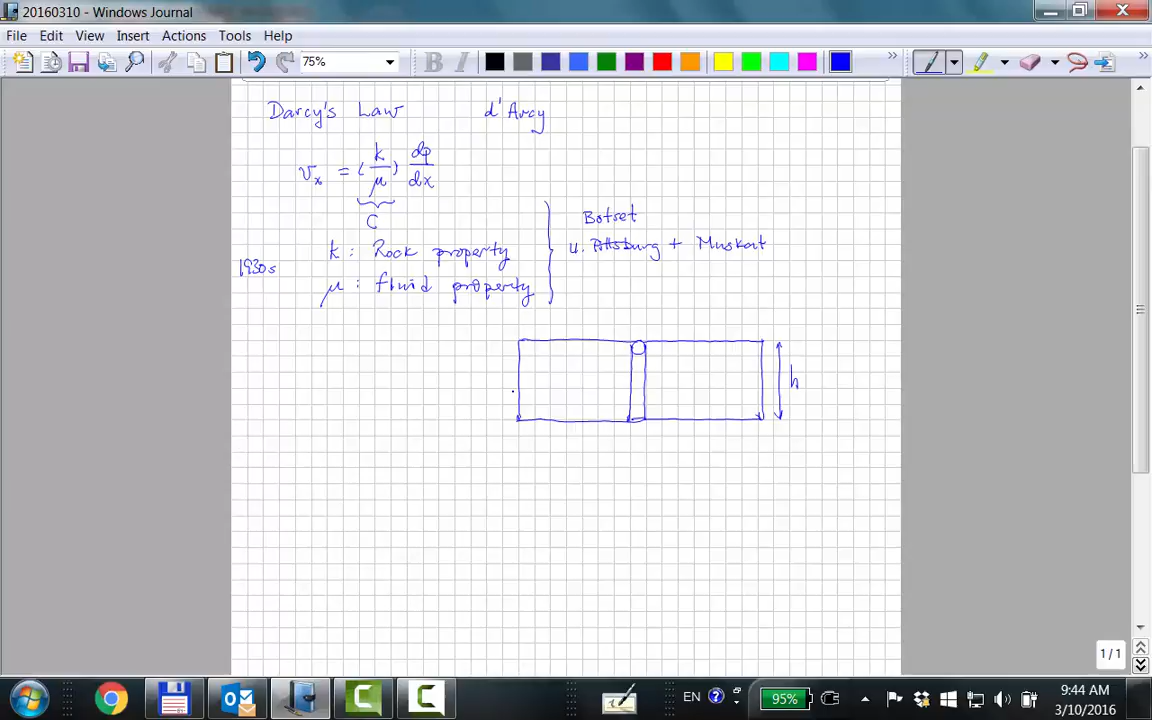 20160310 - Windows Journal
File Edit View Insert Actions Tools Help
75% B I
Darcy's Law d'Arcy
vₓ = (k/μ) dp/dx
C
k : Rock property
1930s
μ : fluid property
Botset
U. Pittsburg + Muskat
h
1 / 1
EN 95% 9:44 AM
3/10/2016